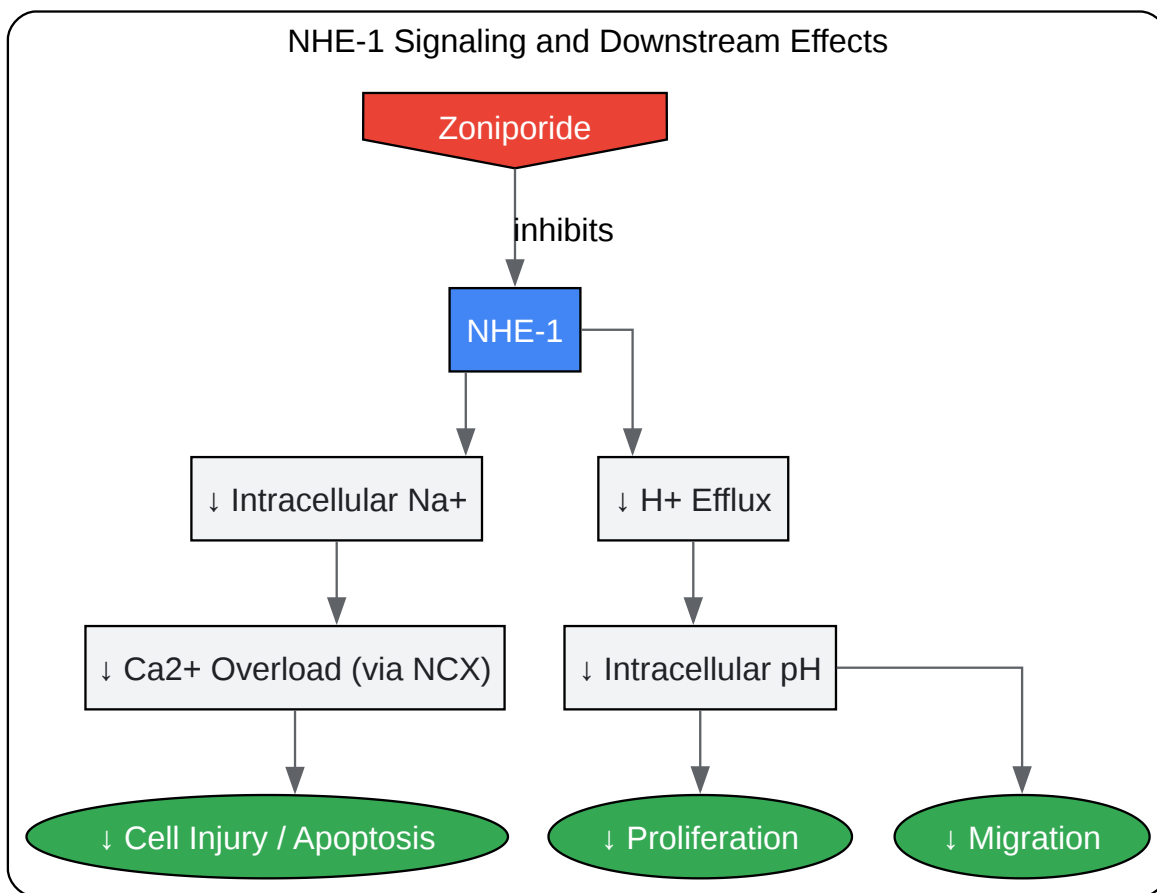 NHE-1 Signaling and Downstream Effects
Zoniporide
inhibits
NHE-1
↓ Intracellular Na+
↓ H+ Efflux
↓ Ca2+ Overload (via NCX)
↓ Intracellular pH
↓ Cell Injury / Apoptosis
↓ Proliferation
↓ Migration